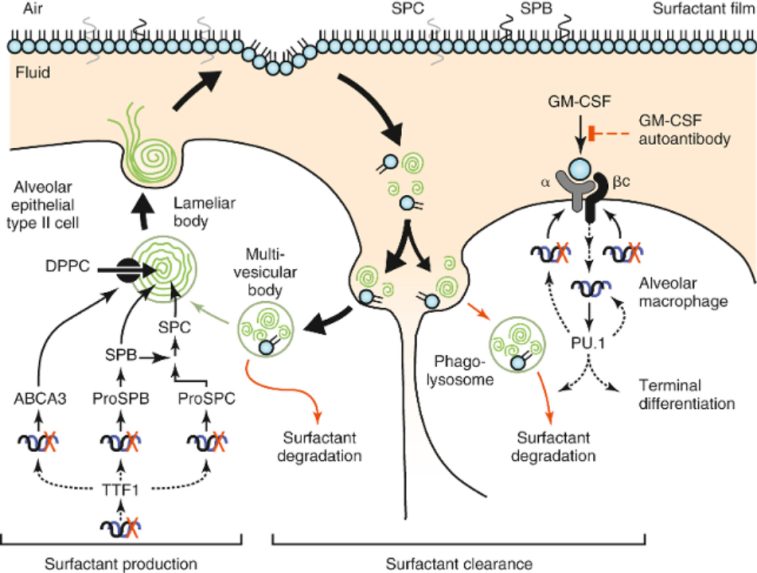 Air
SPC
SPB
Surfactant film
Fluid
GM-CSF
GM-CSF
autoantibody
α
βc
Alveolar
epithelial
type II cell
Lameliar
body
DPPC
Multi-
vesicular
body
Alveolar
macrophage
SPC
SPB
PU.1
Phago-
lysosome
ABCA3
ProSPB
ProSPC
Terminal
differentiation
Surfactant
degradation
Surfactant
degradation
TTF1
Surfactant production
Surfactant clearance